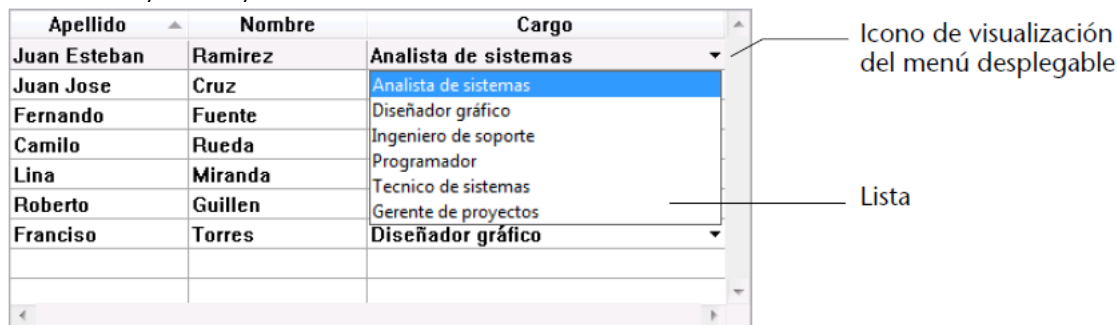 Apellido Nombre Cargo
Juan Esteban Ramirez Analista de sistemas
Juan Jose Cruz Analista de sistemas
Fernando Fuente Diseñador gráfico
Camilo Rueda Ingeniero de soporte
Programador
Lina Miranda Tecnico de sistemas
Roberto Guillen Gerente de proyectos
Franciso Torres Diseñador gráfico
Icono de visualización
del menú desplegable
Lista